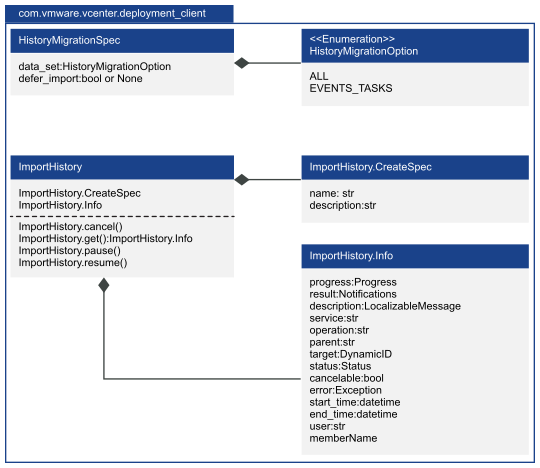 com.vmware.vcenter.deployment_client
HistoryMigrationSpec
data_set:HistoryMigrationOption
defer_import:bool or None
<<Enumeration>>
HistoryMigrationOption
ALL
EVENTS_TASKS
ImportHistory
ImportHistory.CreateSpec
ImportHistory.Info
ImportHistory.cancel()
ImportHistory.get():ImportHistory.Info
ImportHistory.pause()
ImportHistory.resume()
ImportHistory.CreateSpec
name: str
description:str
ImportHistory.Info
progress:Progress
result:Notifications
description:LocalizableMessage
service:str
operation:str
parent:str
target:DynamicID
status:Status
cancelable:bool
error:Exception
start_time:datetime
end_time:datetime
user:str
memberName